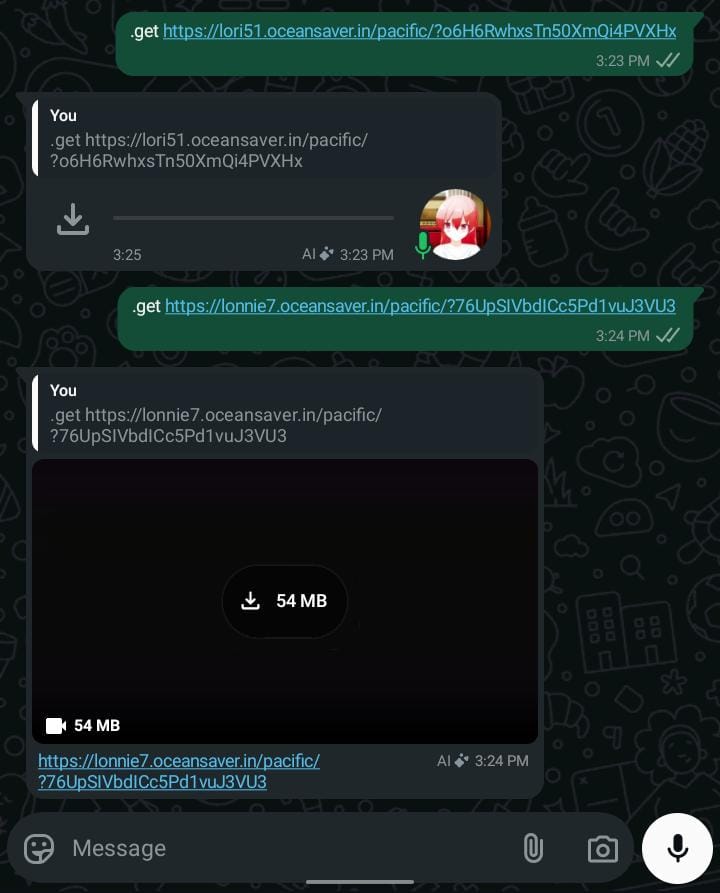 .get https://lori51.oceansaver.in/pacific/?o6H6RwhxsTn50XmQi4PVXHx
3:23 PM
You
.get https://lori51.oceansaver.in/pacific/
?o6H6RwhxsTn50XmQi4PVXHx
3:25
AI 3:23 PM
.get https://lonnie7.oceansaver.in/pacific/?76UpSIVbdICc5Pd1vuJ3VU3
3:24 PM
You
.get https://lonnie7.oceansaver.in/pacific/
?76UpSIVbdICc5Pd1vuJ3VU3
54 MB
54 MB
https://lonnie7.oceansaver.in/pacific/
?76UpSIVbdICc5Pd1vuJ3VU3
AI 3:24 PM
Message